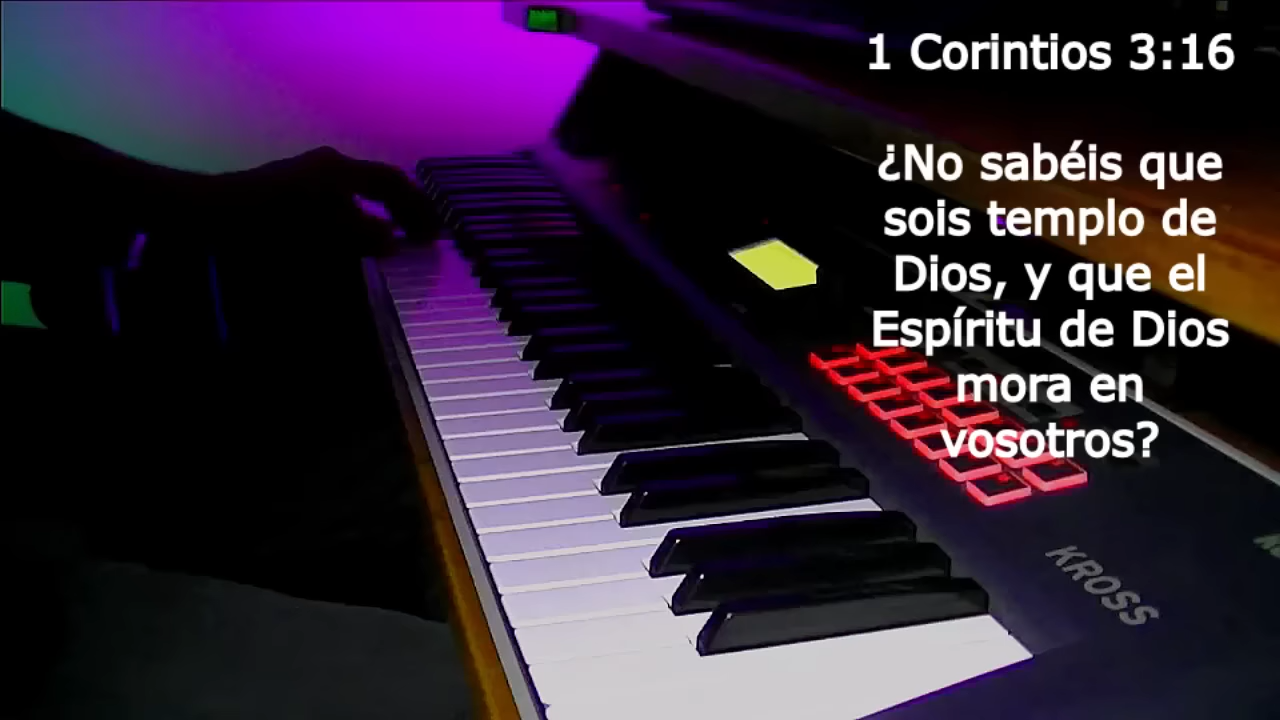 1 Corintios 3:16
¿No sabéis que
sois templo de
Dios, y que el
Espíritu de Dios
mora en
vosotros?
KROSS